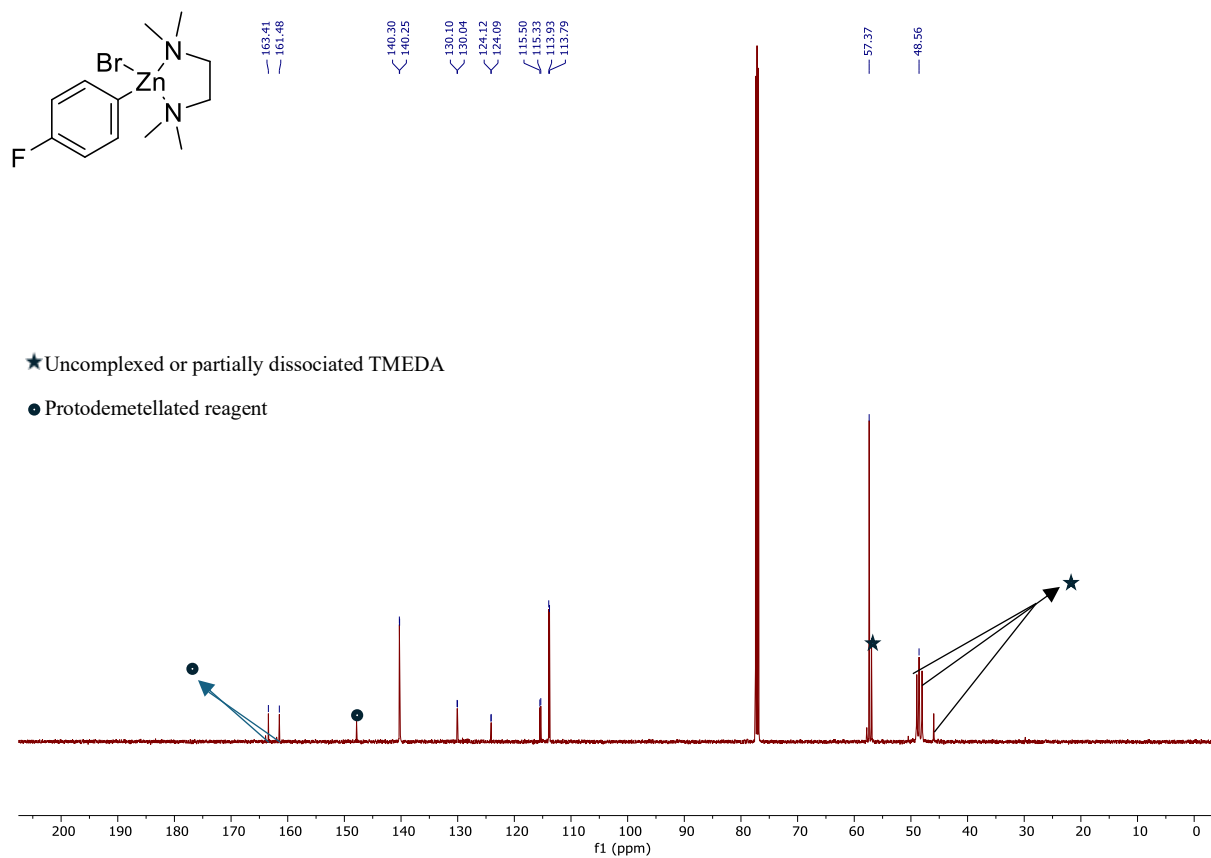 163.41
161.48
140.30
140.25
130.10
130.04
124.12
124.09
115.50
115.33
113.93
113.79
57.37
48.56
Br
N
Zn
N
F
Uncomplexed or partially dissociated TMEDA
Protodemetellated reagent
200 190 180 170 160 150 140 130 120 110 100 90 80 70 60 50 40 30 20 10 0
f1 (ppm)